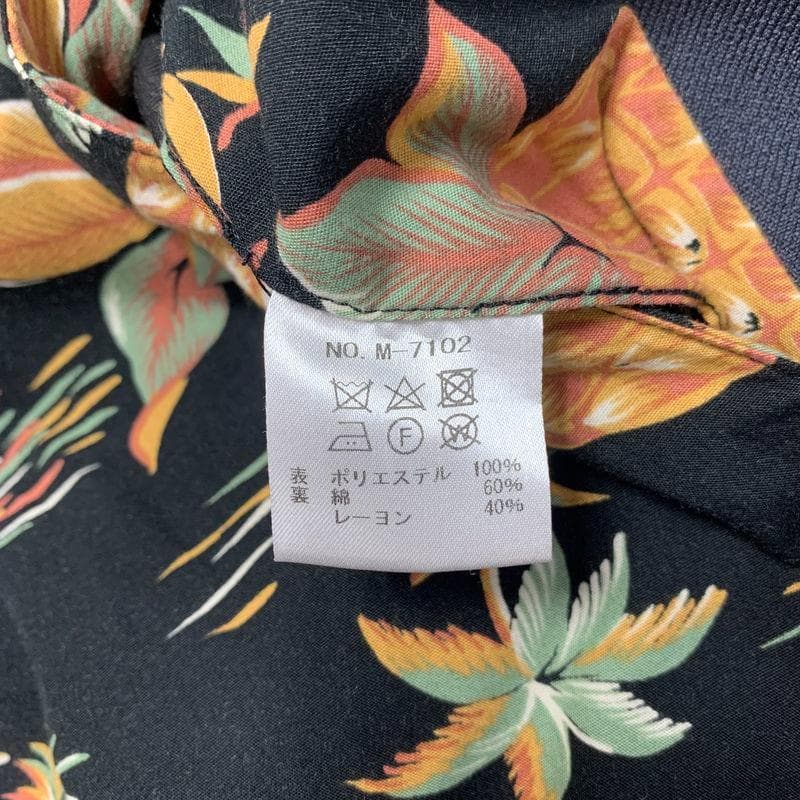 NO. M-7102
F
W
表 ポリエステル 100%
裏 綿 60%
レーヨン 40%